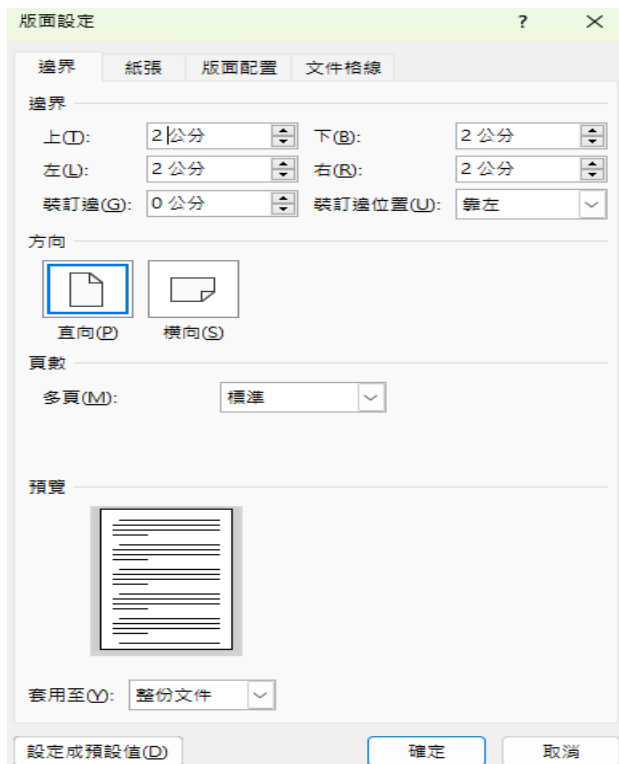 版面設定 ?
邊界 紙張 版面配置 文件格線
邊界
上(T): 2 公分 下(B): 2 公分
左(L): 2 公分 右(R): 2 公分
裝訂邊(G): 0 公分 裝訂邊位置(U): 靠左
方向
直向(P) 橫向(S)
頁數
多頁(M): 標準
預覽
套用至(Y): 整份文件
設定成預設值(D) 確定 取消